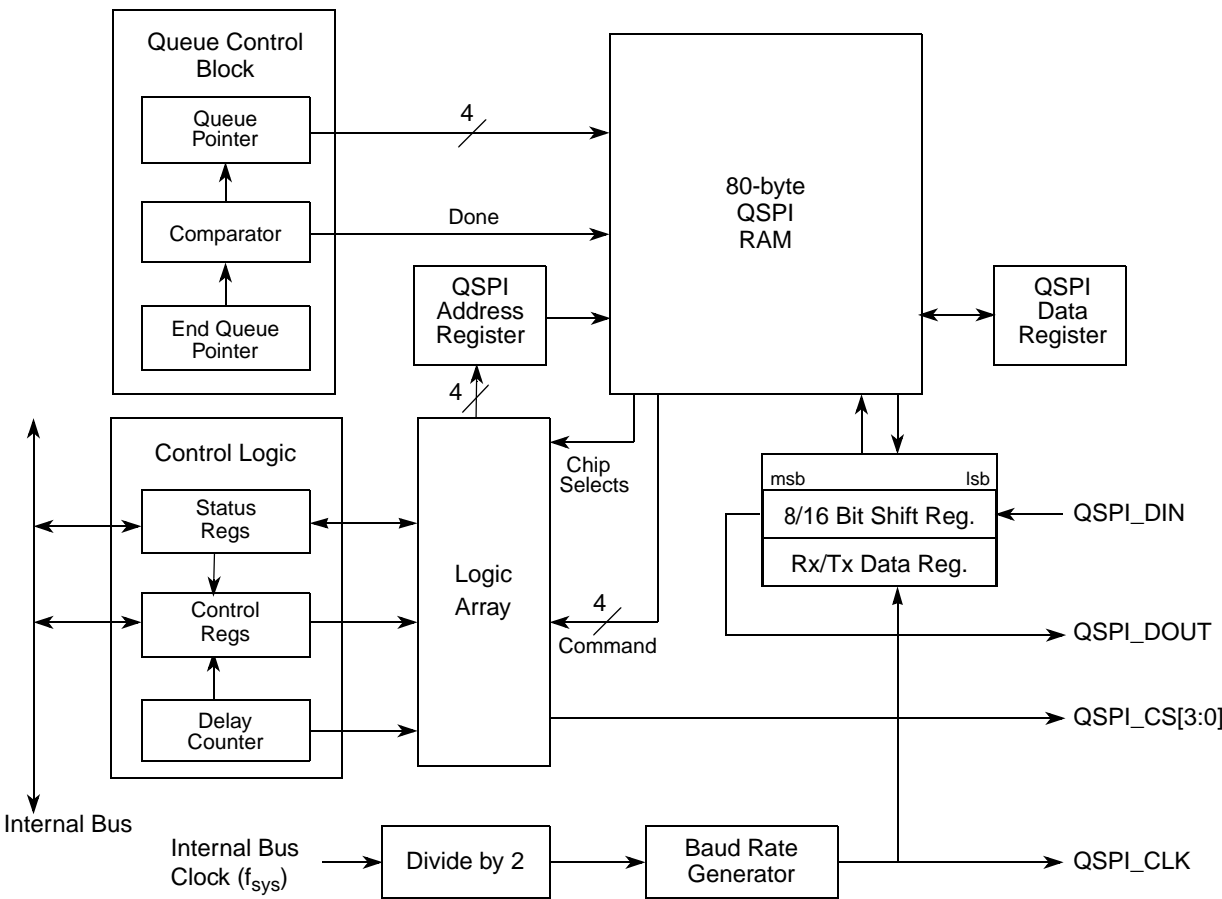 Queue Control
Block
Queue
Pointer
4
Comparator
Done
End Queue
Pointer
80-byte
QSPI
RAM
QSPI
Address
Register
4
QSPI
Data
Register
Control Logic
Status
Regs
Control
Regs
Delay
Counter
Logic
Array
Chip
Selects
4
Command
msb lsb
8/16 Bit Shift Reg.
Rx/Tx Data Reg.
QSPI_DIN
QSPI_DOUT
QSPI_CS[3:0]
Internal Bus
Internal Bus
Clock (fsys)
Divide by 2
Baud Rate
Generator
QSPI_CLK